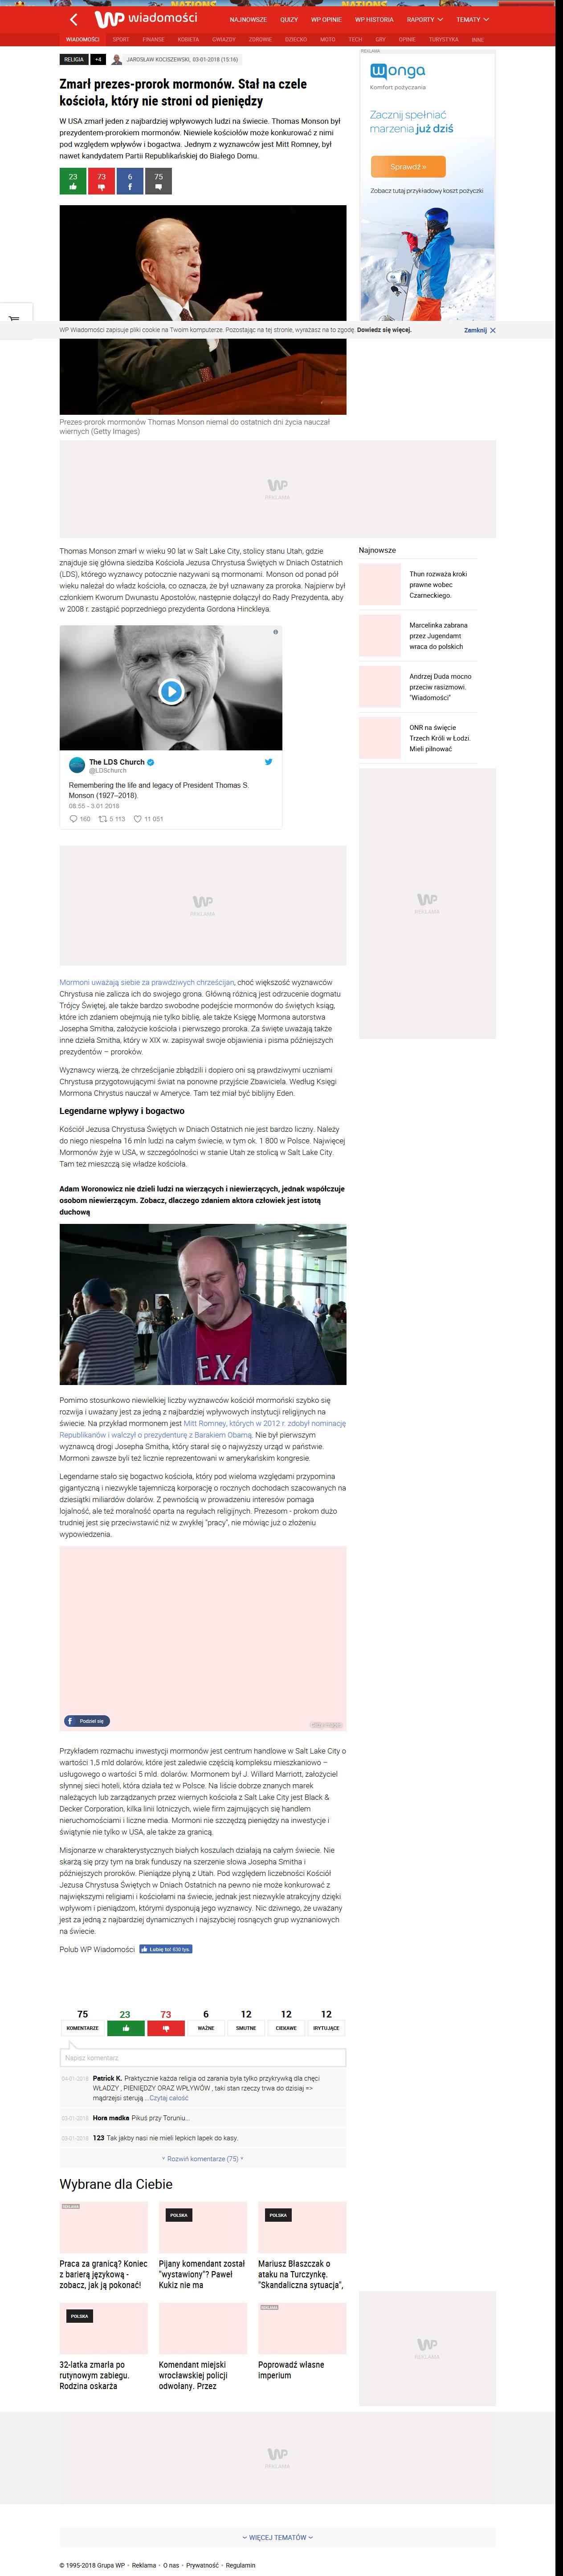 wp wiadomości
NAJNOWSZE QUIZY WP OPINIE WP HISTORIA RAPORTY TEMATY
WIADOMOŚCI SPORT FINANSE KOBIETA GWIAZDY ZDROWIE DZIECKO MOTO TECH GRY OPINIE TURYSTYKA INNE
RELIGIA +4 JAROSŁAW KOCISZEWSKI, 03-01-2018 (15:16)
Zmarł prezes-prorok mormonów. Stał na czele
kościoła, który nie stroni od pieniędzy
W USA zmarł jeden z najbardziej wpływowych ludzi na świecie. Thomas Monson był
prezydentem-porokiem mormonów. Niewiele kościołów może konkurować z nimi
pod względem wpływów i bogactwa. Jednym z wyznawców jest Mitt Romney, był
nawet kandydatem Partii Republikańskiej do Białego Domu.
23 73 6 75
REKLAMA
wonga
Komfort pożyczania
Zacznij spełniać
marzenia już dziś
Sprawdź »
Zobacz tutaj przykładowy koszt pożyczki
WP Wiadomości zapisuje pliki cookie na Twoim komputerze. Pozostając na tej stronie, wyrażasz na to zgodę. Dowiedz się więcej. Zamknij X
Prezes-prorok mormonów Thomas Monson niemal do ostatnich dni życia nauczał
wiernych (Getty Images)
WP
REKLAMA
Thomas Monson zmarł w wieku 90 lat w Salt Lake City, stolicy stanu Utah, gdzie
znajduje się główna siedziba Kościoła Jezusa Chrystusa Świętych w Dniach Ostatnich
(LDS), którego wyznawcy potocznie nazywani są mormonami. Monson od ponad pół
wieku należał do władz kościoła, co oznacza, że był uznawany za proroka. Najpierw był
członkiem Kworum Dwunastu Apostołów, następnie dołączył do Rady Prezydenta, aby
w 2008 r. zastąpić poprzedniego prezydenta Gordona Hinckleya.
Najnowsze
Thun rozważa kroki
prawne wobec
Czarneckiego.
Marcelinka zabrana
przez Jugendamt
wraca do polskich
Andrzej Duda mocno
przeciw rasizmowi.
"Wiadomości"
ONR na święcie
Trzech Króli w Łodzi.
Mieli pilnować
The LDS Church
@LDSchurch
Remembering the life and legacy of President Thomas S.
Monson (1927–2018).
08:55 - 3.01.2018
160 5 113 11 051
WP
REKLAMA
WP
REKLAMA
Mormoni uważają siebie za prawdziwych chrześcijan, choć większość wyznawców
Chrystusa nie zalicza ich do swojego grona. Główną różnicą jest odrzucenie dogmatu
Trójcy Świętej, ale także bardzo swobodne podejście mormonów do świętych ksiąg,
które ich zdaniem obejmują nie tylko biblię, ale także Księgę Mormona autorstwa
Josepha Smitha, założycie kościoła i pierwszego proroka. Za święte uważają także
inne dzieła Smitha, który w XIX w. zapisywał swoje objawienia i pisma późniejszych
prezydentów – proroków.
Wyznawcy wierzą, że chrześcijanie zbłądzili i dopiero oni są prawdziwymi uczniami
Chrystusa przygotowującymi świat na ponowne przyjście Zbawiciela. Według Księgi
Mormona Chrystus nauczał w Ameryce. Tam też miał być biblijny Eden.
Legendarne wpływy i bogactwo
Kościół Jezusa Chrystusa Świętych w Dniach Ostatnich nie jest bardzo liczny. Należy
do niego niespełna 16 mln ludzi na całym świecie, w tym ok. 1 800 w Polsce. Najwięcej
Mormonów żyje w USA, w szczególności w stanie Utah ze stolicą w Salt Lake City.
Tam też mieszczą się władze kościoła.
Adam Woronowicz nie dzieli ludzi na wierzących i niewierzących, jednak współczuje
osobom niewierzącym. Zobacz, dlaczego zdaniem aktora człowiek jest istotą
duchową
EXA
Pomimo stosunkowo niewielkiej liczby wyznawców kościół mormoński szybko się
rozwija i uważany jest za jedną z najbardziej wpływowych instytucji religijnych na
świecie. Na przykład mormonem jest Mitt Romney, których w 2012 r. zdobył nominację
Republikanów i walczył o prezydenturę z Barakiem Obamą. Nie był pierwszym
wyznawcą drogi Josepha Smitha, który starał się o najwyższy urząd w państwie.
Mormoni zawsze byli też licznie reprezentowani w amerykańskim kongresie.
Legendarne stało się bogactwo kościoła, który pod wieloma względami przypomina
gigantyczną i niezwykle tajemniczą korporację o rocznych dochodach szacowanych na
dziesiątki miliardów dolarów. Z pewnością w prowadzeniu interesów pomaga
lojalność, ale też moralność oparta na regułach religijnych. Prezesom - prokom dużo
trudniej jest się przeciwstawić niż w zwykłej "pracy", nie mówiąc już o złożeniu
wypowiedzenia.
Podziel się
Getty Images
Przykładem rozmachu inwestycji mormonów jest centrum handlowe w Salt Lake City o
wartości 1,5 mld dolarów, które jest zaledwie częścią kompleksu mieszkaniowo –
usługowego o wartości 5 mld. dolarów. Mormonem był J. Willard Marriott, założyciel
słynnej sieci hoteli, która działa też w Polsce. Na liście dobrze znanych marek
należących lub zarządzanych przez wiernych kościoła z Salt Lake City jest Black &
Decker Corporation, kilka linii lotniczych, wiele firm zajmujących się handlem
nieruchomościami i liczne media. Mormoni nie szczędzą pieniędzy na inwestycje i
świątynie nie tylko w USA, ale także za granicą.
Misjonarze w charakterystycznych białych koszulach działają na całym świecie. Nie
skarżą się przy tym na brak funduszy na szerzenie słowa Josepha Smitha i
późniejszych proroków. Pieniądze płyną z Utah. Pod względem liczebności Kościół
Jezusa Chrystusa Świętych w Dniach Ostatnich na pewno nie może konkurować z
największymi religiami i kościołami na świecie, jednak jest niezwykle atrakcyjny dzięki
wpływom i pieniądzom, którymi dysponują jego wyznawcy. Nic dziwnego, że uważany
jest za jedną z najbardziej dynamicznych i najszybciej rosnących grup wyznaniowych
na świecie.
Polub WP Wiadomości Lubię to! 638 tys.
75 23 73 6 12 12 12
KOMENTARZE WAŻNE SMUTNE CIEKAWE IRYTUJĄCE
Napisz komentarz
04-01-2018 Patrick K. Praktycznie każda religia od zarania była tylko przykrywką dla chęci
WŁADZY , PIENIĘDZY ORAZ WPŁYWÓW , taki stan rzeczy trwa do dzisiaj =>
mądrzejsi sterują ...Czytaj całość
03-01-2018 Hora madka Pikuś przy Toruniu...
03-01-2018 123 Tak jakby nasi nie mieli lepkich łapek do kasy.
Rozwiń komentarze (75)
Wybrane dla Ciebie
REKLAMA POLSKA POLSKA
Praca za granicą? Koniec
z barierą językową -
zobacz, jak ją pokonać!
Pijany komendant został
"wystawiony"? Paweł
Kukiz nie ma
Mariusz Błaszczak o
ataku na Turczynkę.
"Skandaliczna sytuacja",
POLSKA REKLAMA
32-latka zmarła po
rutynowym zabiegu.
Rodzina oskarża
Komendant miejski
wrocławskiej policji
odwołany. Przez
Poprowadź własne
imperium
WP
REKLAMA
WP
REKLAMA
WIĘCEJ TEMATÓW
© 1995-2018 Grupa WP • Reklama • O nas • Prywatność • Regulamin